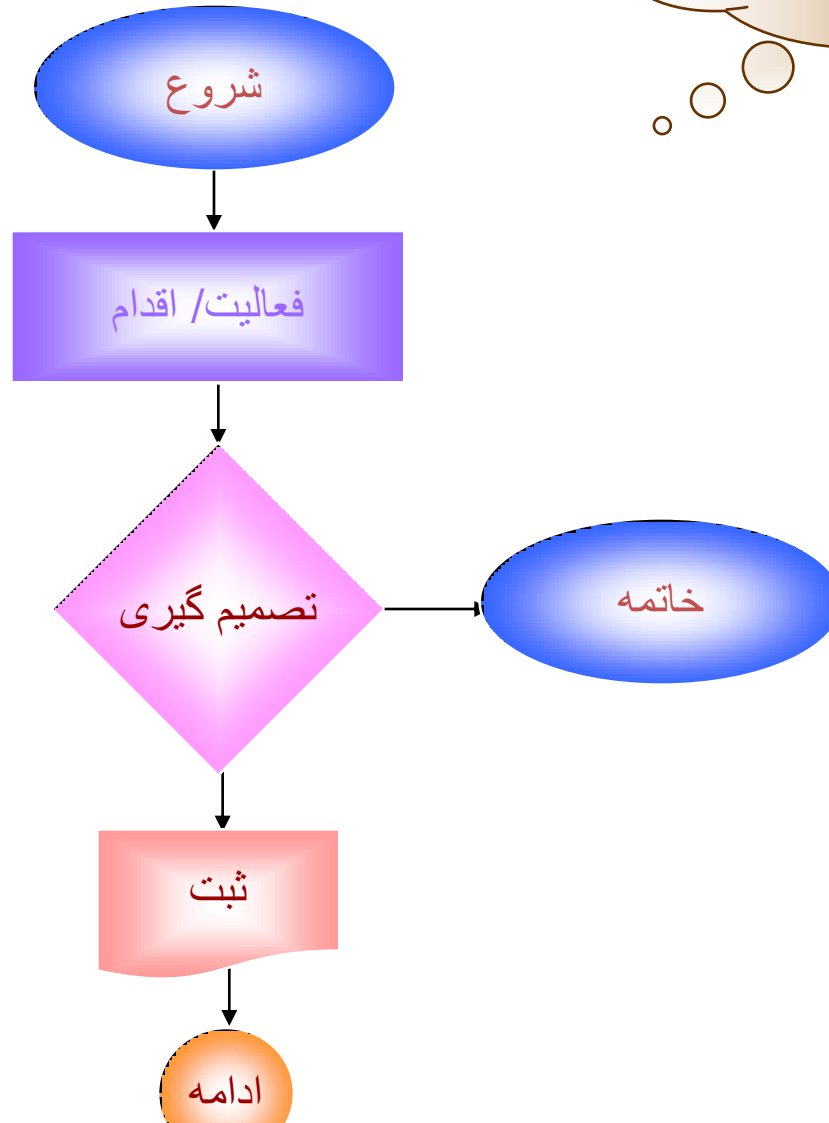 شروع
فعالیت/ اقدام
تصمیم گیری
خاتمه
ثبت
ادامه